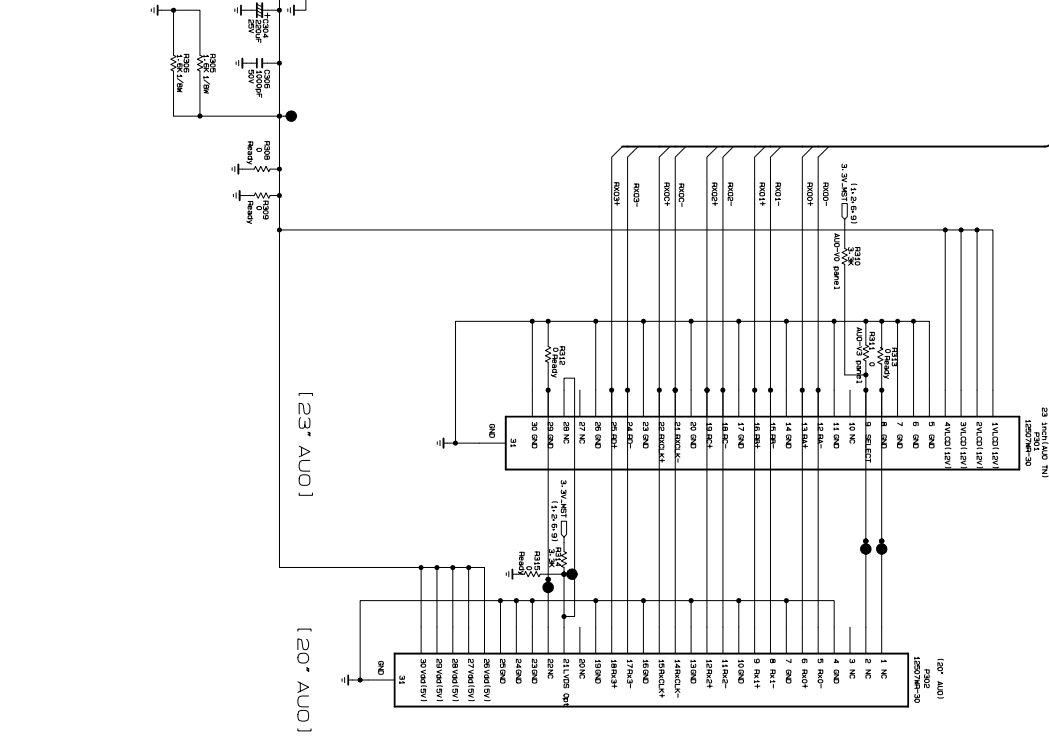 C304
220uF
25V
C306
1000pF
50V
R306
1.6K 1/8W
R305
1.6K 1/8W
R308
0
Ready
R309
0
Ready
RXO3+
RXO3-
RXOC+
RXOC-
RXO2+
RXO2-
RXO1+
RXO1-
RXO0+
RXO0-
3.3V_MST
(1,2,6,9)
R310
3.3K
AUO-V0 panel
R311
0
AUO-V3 panel
R313
0 Ready
R312
0 Ready
23 inch(AUO TN)
P301
12507WR-30
1 VLCD(12V)
2 VLCD(12V)
3 VLCD(12V)
4 VLCD(12V)
5 GND
6 GND
7 GND
8 GND
9 SELECT
10 NC
11 GND
12 RA-
13 RA+
14 GND
15 RB-
16 RB+
17 GND
18 RC-
19 RC+
20 GND
21 RXCLK-
22 RXCLK+
23 GND
24 RD-
25 RD+
26 GND
27 NC
28 NC
29 GND
30 GND
31
GND
[23" AUO]
3.3V_MST
(1,2,6,9)
R314
3.3K
R315
0
Ready
(20" AUO)
P302
12507WR-30
1 NC
2 NC
3 NC
4 GND
5 Rx0-
6 Rx0+
7 GND
8 Rx1-
9 Rx1+
10 GND
11 Rx2-
12 Rx2+
13 GND
14 RxCLK-
15 RxCLK+
16 GND
17 Rx3-
18 Rx3+
19 GND
20 NC
21 LVDS Opt
22 NC
23 GND
24 GND
25 GND
26 Vdd(5V)
27 Vdd(5V)
28 Vdd(5V)
29 Vdd(5V)
30 Vdd(5V)
31
GND
[20" AUO]